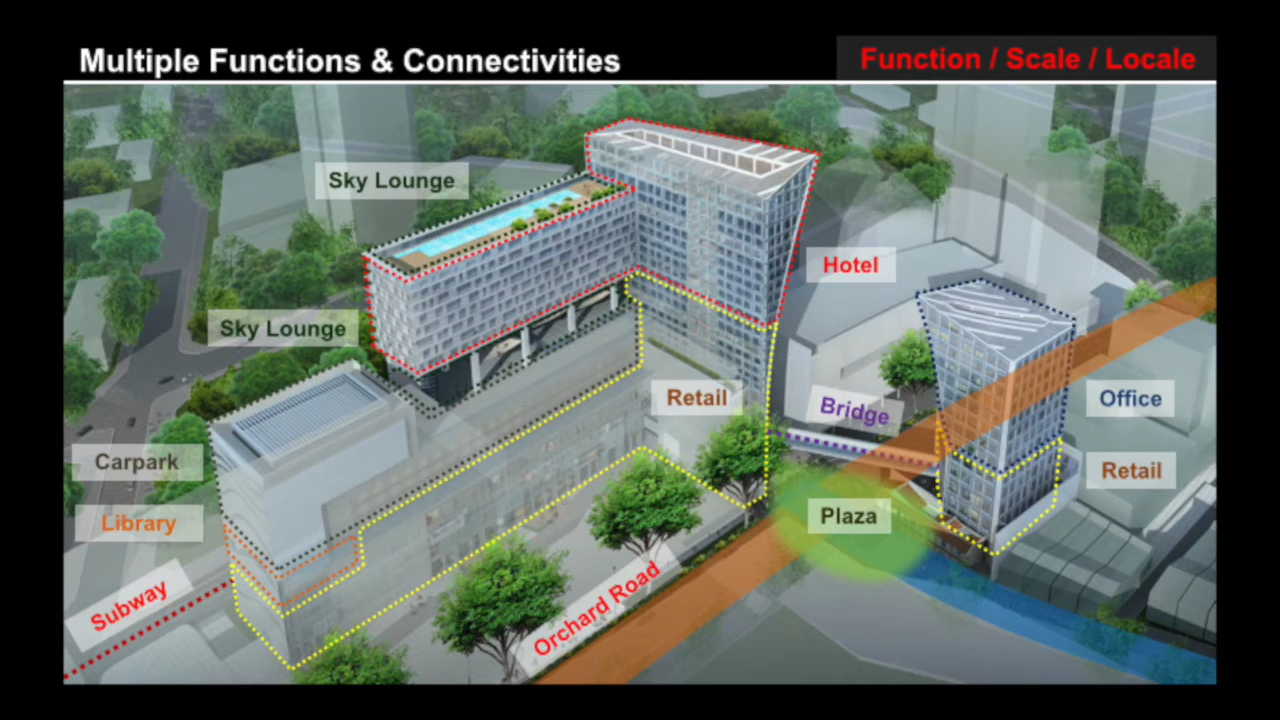 Multiple Functions & Connectivities
Function / Scale / Locale
Sky Lounge
Hotel
Sky Lounge
Retail
Bridge
Office
Carpark
Retail
Library
Plaza
Subway
Orchard Road